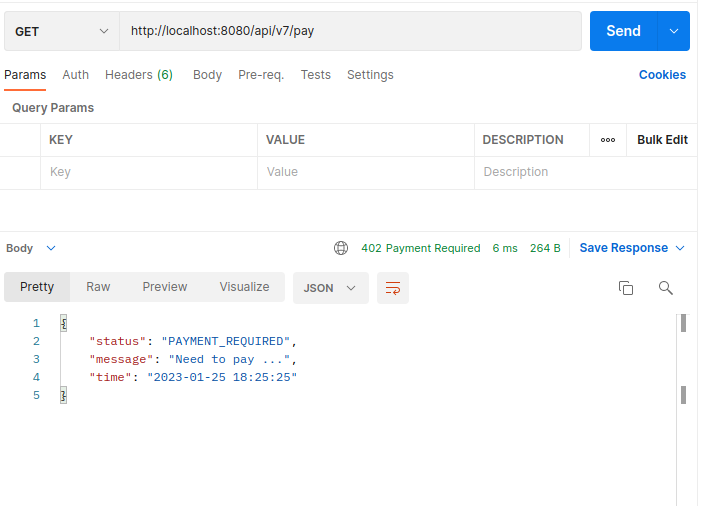 GET http://localhost:8080/api/v7/pay Send
Params Auth Headers (6) Body Pre-req. Tests Settings Cookies
Query Params
KEY VALUE DESCRIPTION ooo Bulk Edit
Key Value Description
Body 402 Payment Required 6 ms 264 B Save Response
Pretty Raw Preview Visualize JSON
1 {
2 "status": "PAYMENT_REQUIRED",
3 "message": "Need to pay ...",
4 "time": "2023-01-25 18:25:25"
5 }